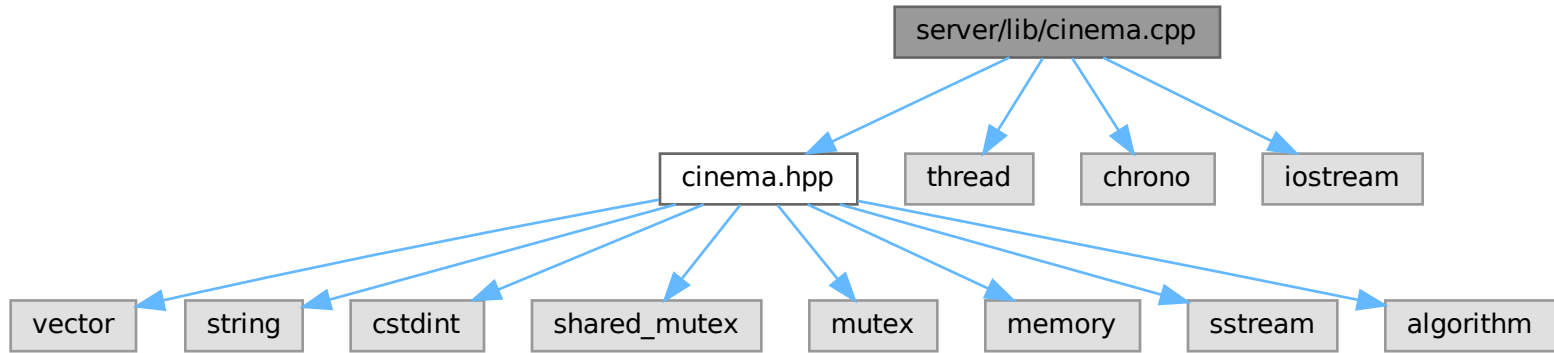 server/lib/cinema.cpp
cinema.hpp
thread
chrono
iostream
vector
string
cstdint
shared_mutex
mutex
memory
sstream
algorithm